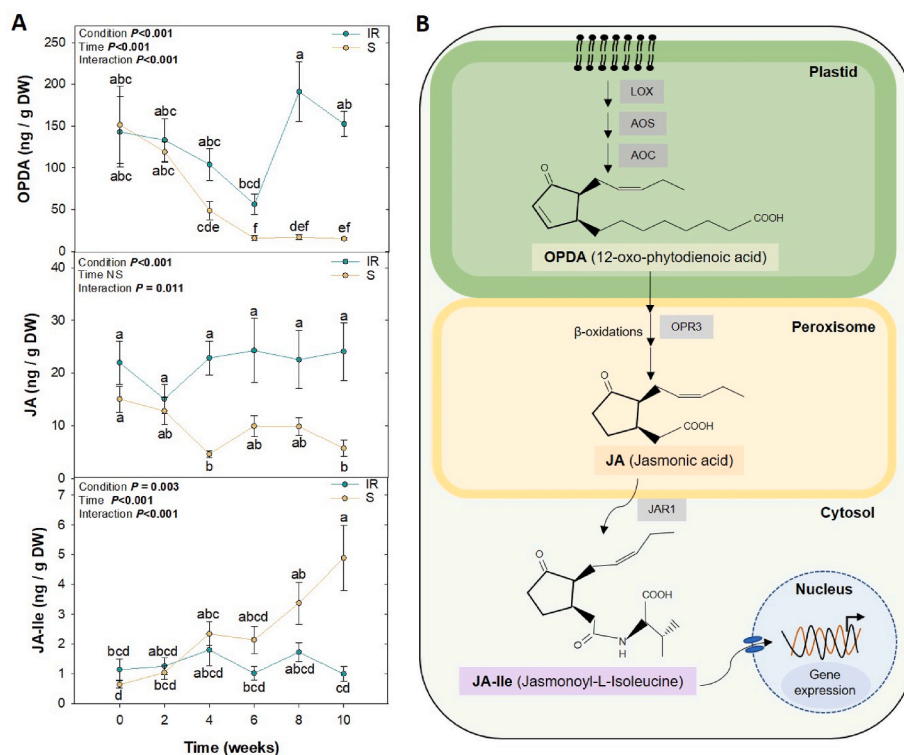 A
Condition P<0.001
Time P<0.001
Interaction P<0.001
IR
S
OPDA (ng / g DW)
250
200
150
100
50
0
abc
abc
abc
bcd
a
ab
abc
abc
cde
f
def
ef
Condition P<0.001
Time NS
Interaction P = 0.011
IR
S
JA (ng / g DW)
40
30
20
10
0
a
a
a
a
a
a
a
ab
b
ab
ab
b
Condition P = 0.003
Time P<0.001
Interaction P<0.001
IR
S
JA-Ile (ng / g DW)
7
6
5
4
3
2
1
0
bcd
abcd
abc
abcd
ab
a
d
bcd
abcd
bcd
abcd
cd
0 2 4 6 8 10
Time (weeks)
B
Plastid
LOX
AOS
AOC
O
COOH
OPDA (12-oxo-phytodienoic acid)
Peroxisome
β-oxidations
OPR3
O
COOH
JA (Jasmonic acid)
Cytosol
JAR1
O
COOH
O
N
H
JA-Ile (Jasmonoyl-L-Isoleucine)
Nucleus
Gene
expression